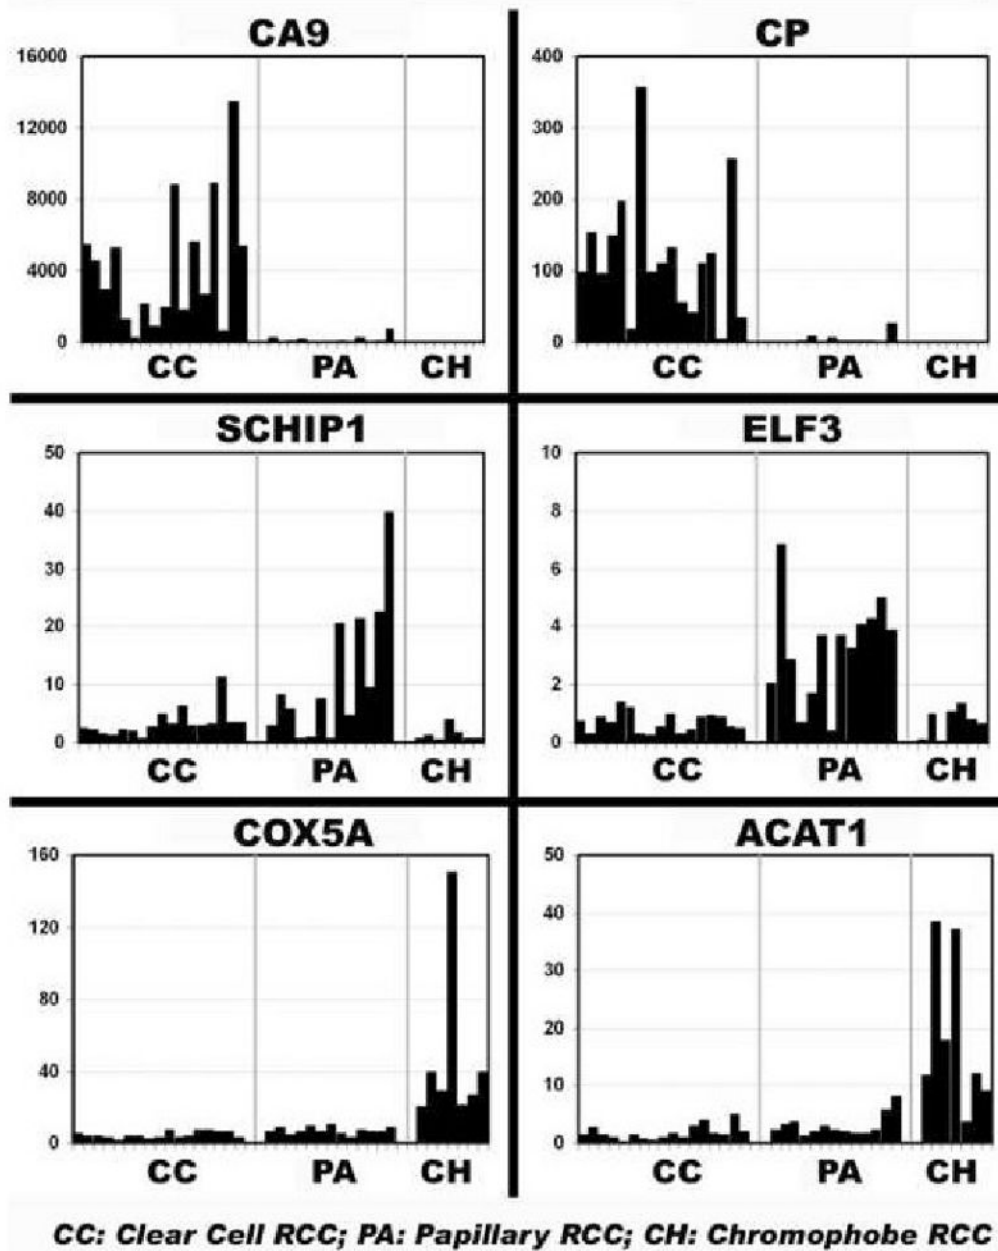 CA9
16000
12000
8000
4000
0
CC PA CH
CP
400
300
200
100
0
CC PA CH
SCHIP1
50
40
30
20
10
0
CC PA CH
ELF3
10
8
6
4
2
0
CC PA CH
COX5A
160
120
80
40
0
CC PA CH
ACAT1
50
40
30
20
10
0
CC PA CH
CC: Clear Cell RCC; PA: Papillary RCC; CH: Chromophobe RCC